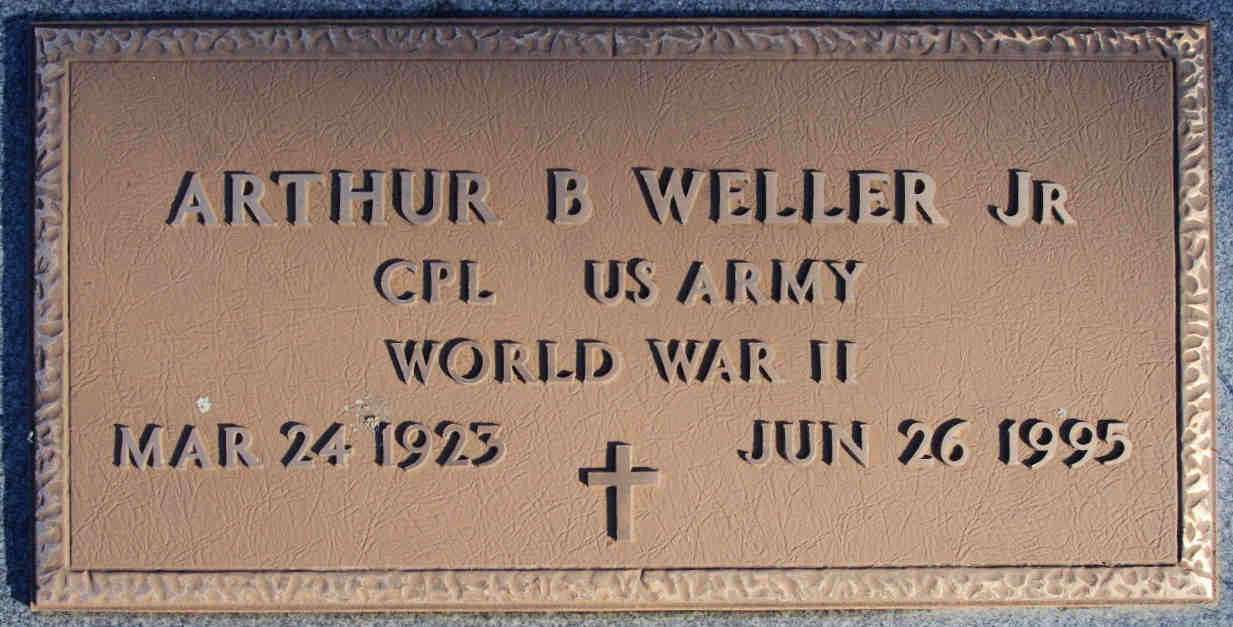 ARTHUR B WELLER JR
CPL US ARMY
WORLD WAR II
MAR 24 1923 JUN 26 1995